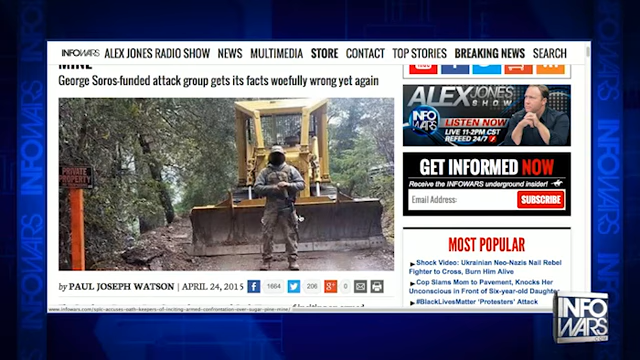 INFOWARS ALEX JONES RADIO SHOW NEWS MULTIMEDIA STORE CONTACT TOP STORIES BREAKING NEWS SEARCH
MINE
George Soros-funded attack group gets its facts woefully wrong yet again
PRIVATE
PROPERTY
by PAUL JOSEPH WATSON | APRIL 24, 2015
1664
206
0
ALEX JONES
SHOW
INFO
WARS
LISTEN NOW
LIVE 11-2PM CST
REFEED 24/7
GET INFORMED NOW
Receive the INFOWARS underground insider!
Email Address:
SUBSCRIBE
MOST POPULAR
Shock Video: Ukrainian Neo-Nazis Nail Rebel
Fighter to Cross, Burn Him Alive
Cop Slams Mom to Pavement, Knocks Her
Unconscious in Front of Six-year-old Daughter
#BlackLivesMatter 'Protesters' Attack
INFO
WARS
.COM
INFOWARS
INFOWARS